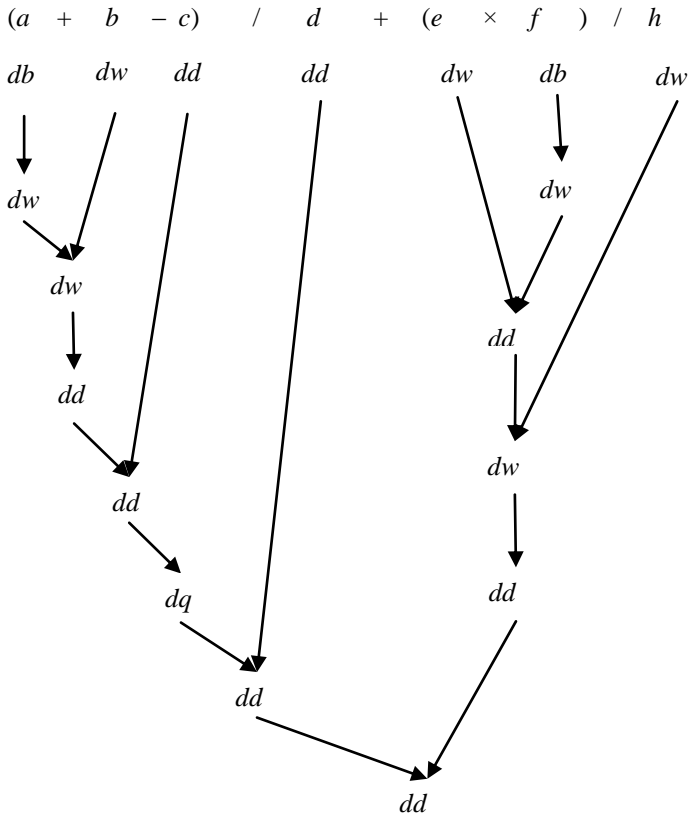 (a + b − c) / d + (e × f ) / h
db dw dd dd dw db dw
dw dw
dw
dd
dd
dw
dd
dq dd
dd
dd